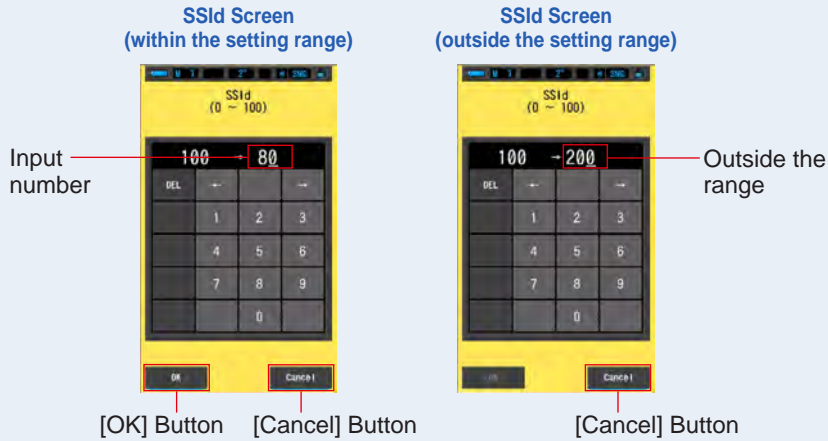 SSId Screen
(within the setting range)
SSId Screen
(outside the setting range)
SSId
(0 ~ 100)
100 → 80
DEL ← →
1 2 3
4 5 6
7 8 9
0
OK Cancel
Input
number
[OK] Button [Cancel] Button
SSId
(0 ~ 100)
100 → 200
DEL ← →
1 2 3
4 5 6
7 8 9
0
OK Cancel
Outside the
range
[Cancel] Button